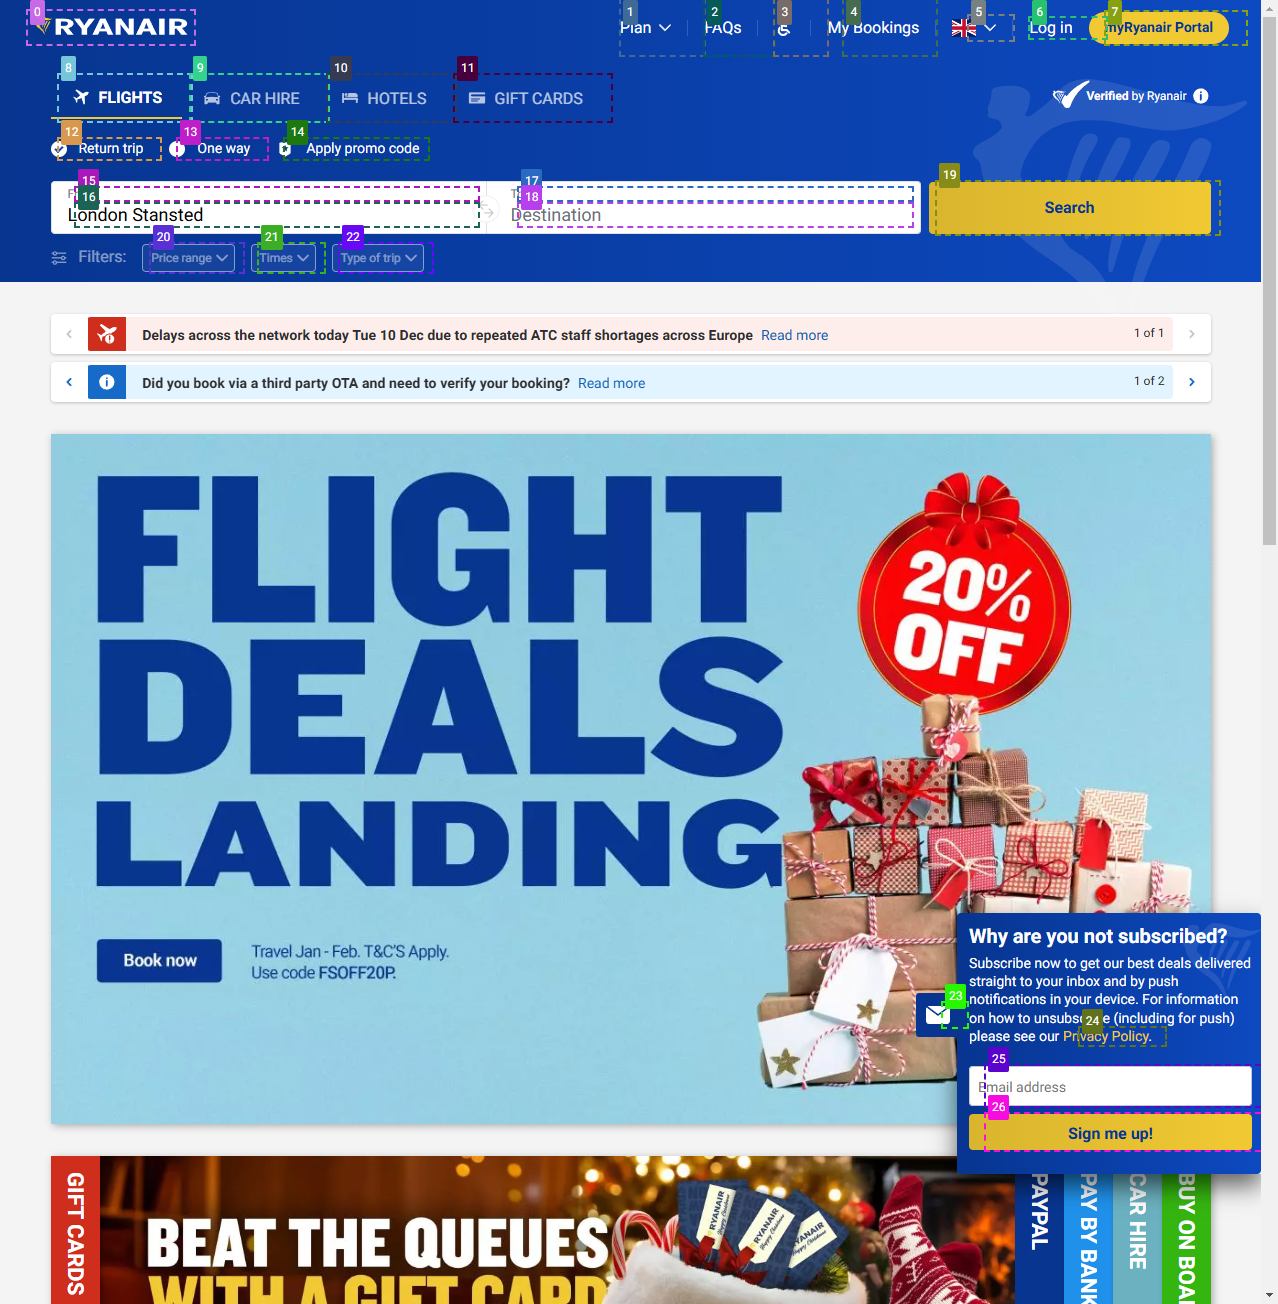 0
RYANAIR
1
Plan
2
FAQs
3
4
My Bookings
5
6
Log in
7
myRyanair Portal
8
FLIGHTS
9
CAR HIRE
10
HOTELS
11
GIFT CARDS
Verified by Ryanair
12
Return trip
13
One way
14
Apply promo code
15
16
London Stansted
17
18
Destination
19
Search
Filters:
20
Price range
21
Times
22
Type of trip
Delays across the network today Tue 10 Dec due to repeated ATC staff shortages across Europe Read more
1 of 1
Did you book via a third party OTA and need to verify your booking? Read more
1 of 2
FLIGHT
DEALS
LANDING
20%
OFF
Book now
Travel Jan - Feb. T&C'S Apply.
Use code FSOFF20P.
Why are you not subscribed?
Subscribe now to get our best deals delivered
straight to your inbox and by push
23
notifications in your device. For information
24
on how to unsubscribe (including for push)
please see our Privacy Policy.
25
Email address
26
Sign me up!
GIFT CARDS
BEAT THE QUEUES
WITH A GIFT CARD
RYANAIR
Happy Christmas
RYANAIR
Happy Christmas
RYANAIR
Happy Christmas
PAYPAL
PAY BY BANK
CAR HIRE
BUY ON BOA